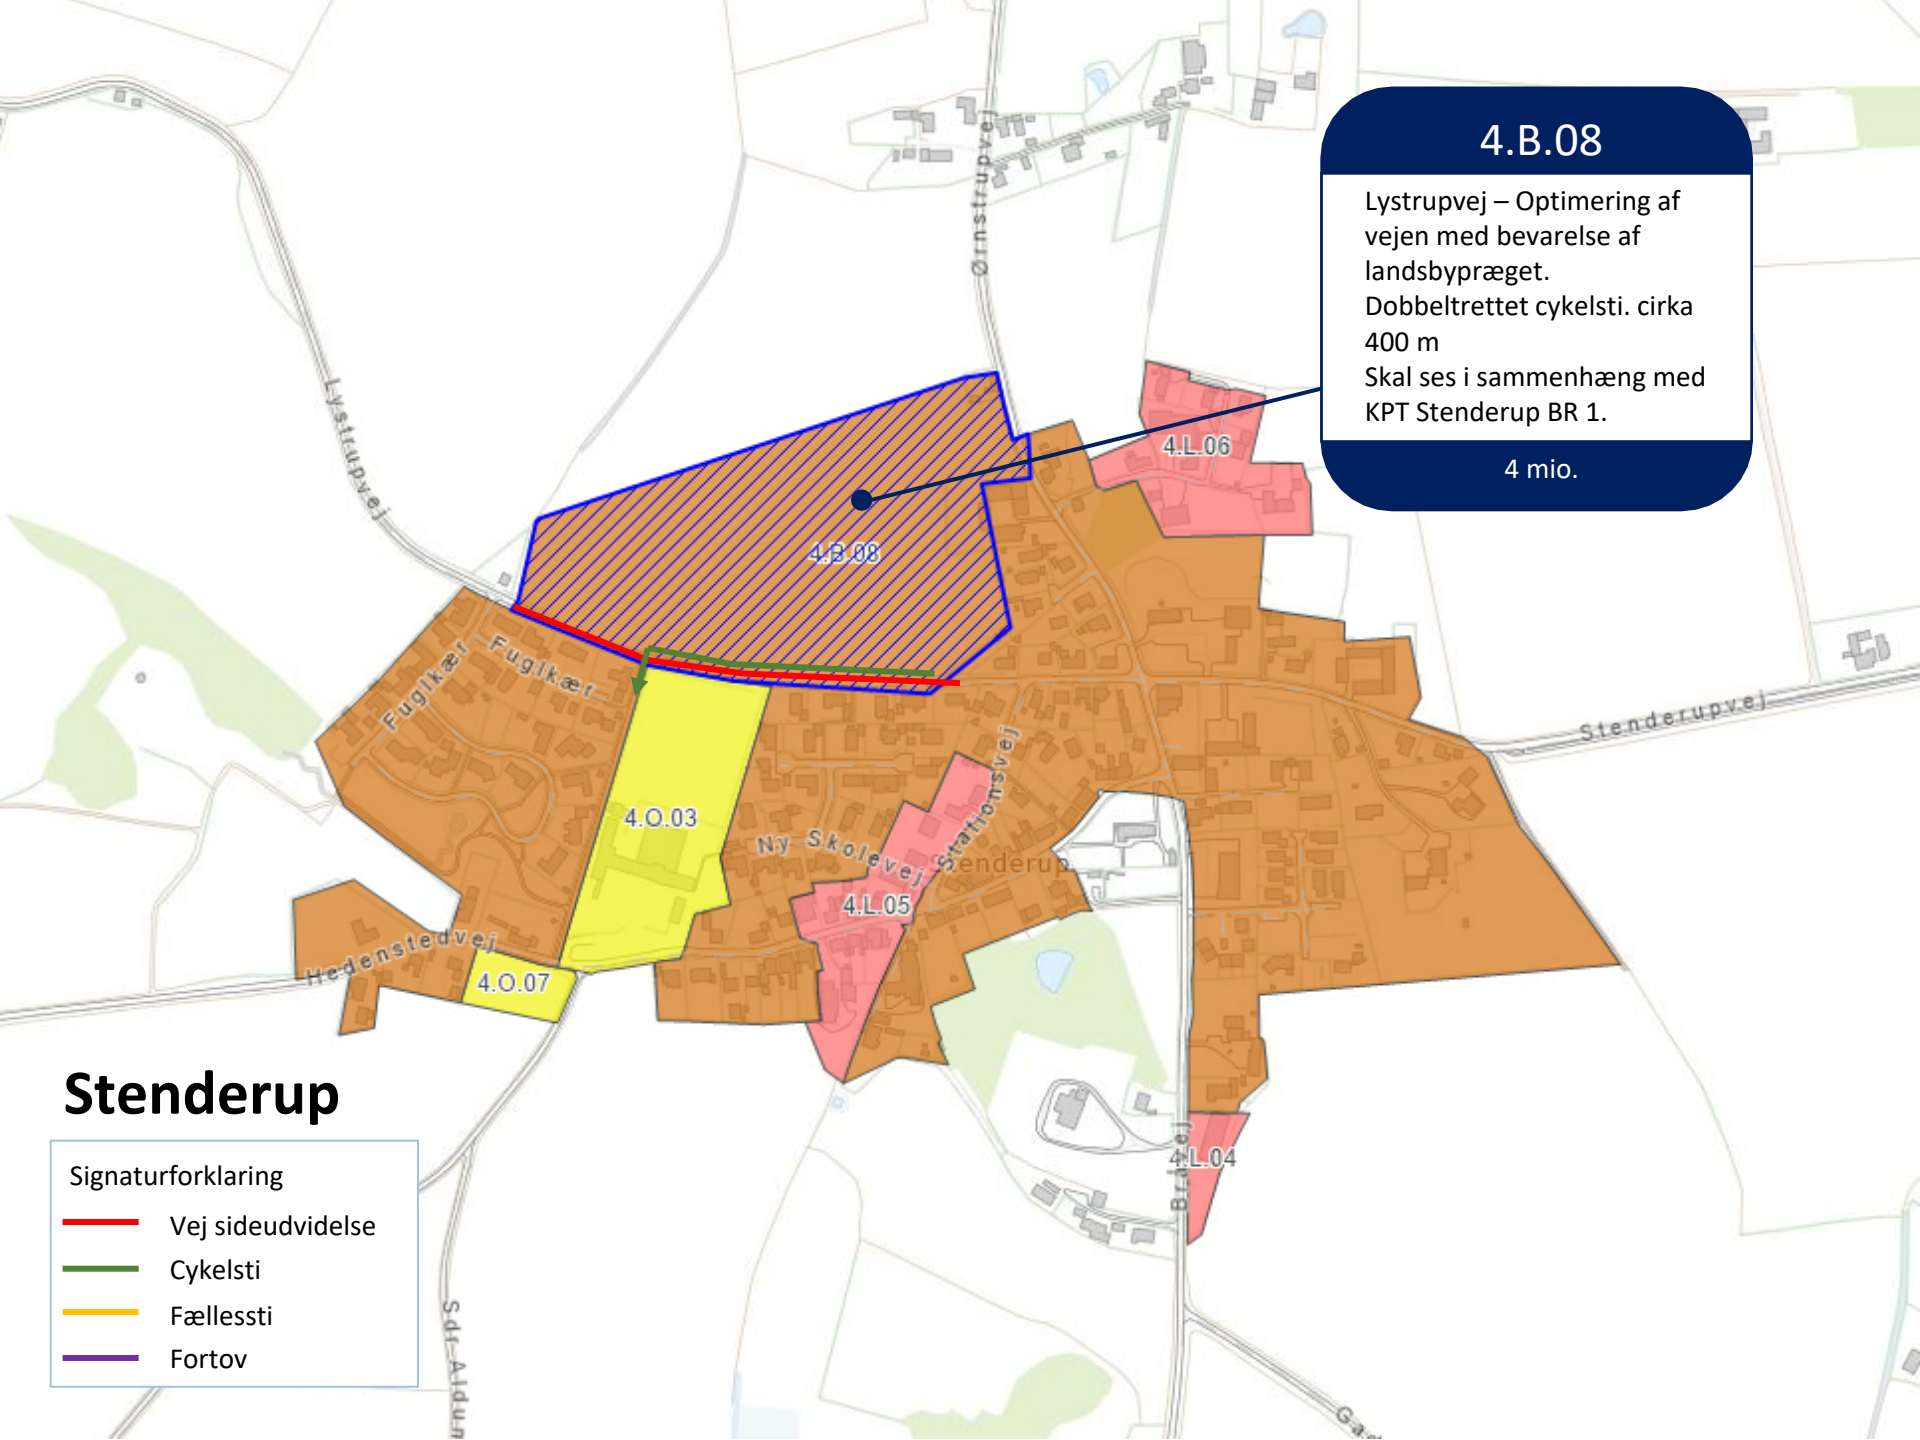 4.B.08
Lystrupvej – Optimering af
vejen med bevarelse af
landsbypræget.
Dobbeltrettet cykelsti. cirka
400 m
Skal ses i sammenhæng med
KPT Stenderup BR 1.
4 mio.
Ørnstrupvej
Lystrupvej
4.L.06
4.B.08
Fuglkær
Fuglkær
Stenderupvej
4.O.03
Ny Skolevej
Stationsvej
Stenderup
4.L.05
Hedenstedvej
4.O.07
4.L.04
Stenderup
Signaturforklaring
Vej sideudvidelse
Cykelsti
Fællessti
Fortov